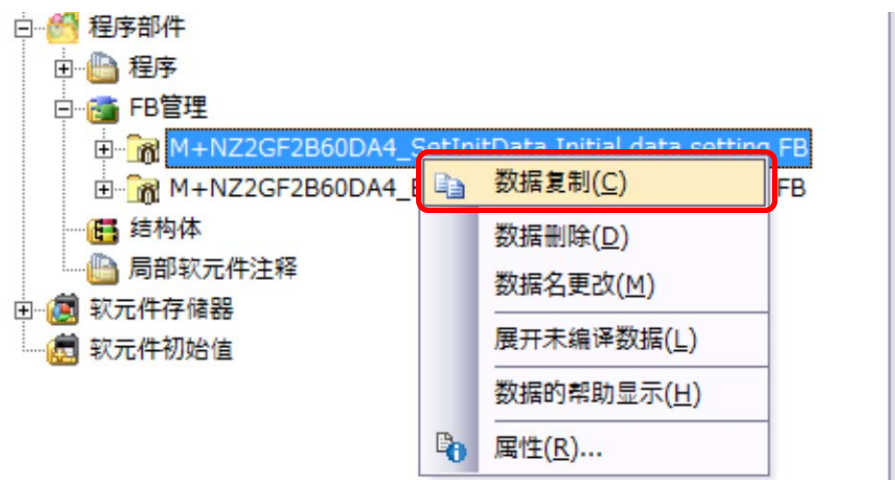 程序部件
程序
FB管理
M+NZ2GF2B60DA4_SetInitData Initial data setting FB
M+NZ2GF2B60DA4_ FB
数据复制(C)
数据删除(D)
数据名更改(M)
展开未编译数据(L)
数据的帮助显示(H)
属性(R)...
结构体
局部软元件注释
软元件存储器
软元件初始值